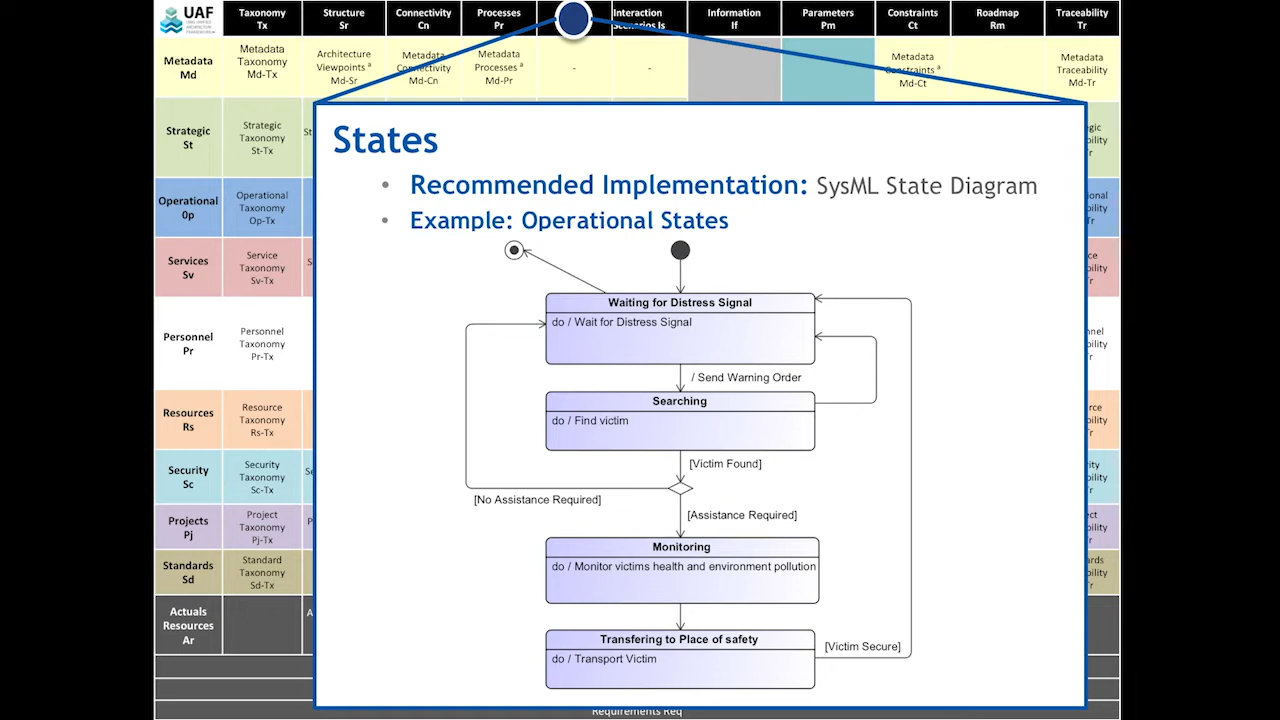 UAF
Taxonomy
Tx
Structure
Sr
Connectivity
Cn
Processes
Pr
Interaction
Scenarios Is
Information
If
Parameters
Pm
Constraints
Ct
Roadmap
Rm
Traceability
Tr
Metadata
Md
Metadata
Taxonomy
Md-Tx
Architecture
Viewpoints ª
Md-Sr
Metadata
Connectivity
Md-Cn
Metadata
Processes ª
Md-Pr
-
-
Metadata
Constraints ª
Md-Ct
Metadata
Traceability
Md-Tr
Strategic
St
Strategic
Taxonomy
St-Tx
Operational
Op
Operational
Taxonomy
Op-Tx
Services
Sv
Service
Taxonomy
Sv-Tx
Personnel
Pr
Personnel
Taxonomy
Pr-Tx
Resources
Rs
Resource
Taxonomy
Rs-Tx
Security
Sc
Security
Taxonomy
Sc-Tx
Projects
Pj
Project
Taxonomy
Pj-Tx
Standards
Sd
Standard
Taxonomy
Sd-Tx
Actuals
Resources
Ar
States
• Recommended Implementation: SysML State Diagram
• Example: Operational States
Waiting for Distress Signal
do / Wait for Distress Signal
/ Send Warning Order
Searching
do / Find victim
[Victim Found]
[No Assistance Required]
[Assistance Required]
Monitoring
do / Monitor victims health and environment pollution
Transfering to Place of safety
do / Transport Victim
[Victim Secure]
Requirements Req